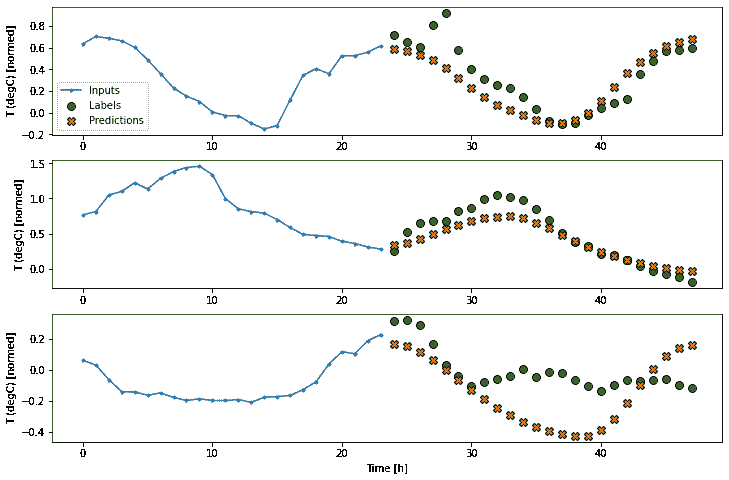 T (degC) [normed]
0.8
0.6
0.4
0.2
0.0
−0.2
Inputs
Labels
Predictions
0 10 20 30 40
T (degC) [normed]
1.5
1.0
0.5
0.0
0 10 20 30 40
T (degC) [normed]
0.2
0.0
−0.2
−0.4
0 10 20 30 40
Time [h]